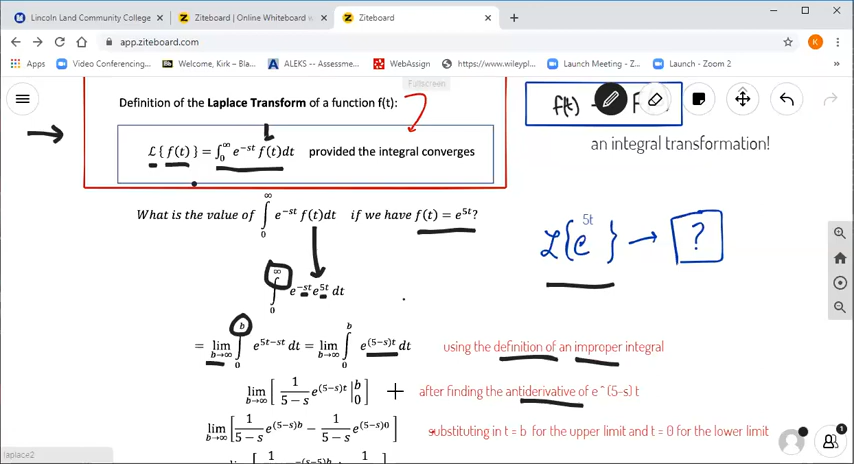 Lincoln Land Community College
Ziteboard | Online Whiteboard w
Ziteboard
app.ziteboard.com
K
Apps
Video Conferencing...
Welcome, Kirk – Bla...
ALEKS -- Assessme...
WebAssign
https://www.wileypl...
Launch Meeting - Z...
Launch - Zoom 2
Fullscreen
Definition of the Laplace Transform of a function f(t):
ℒ{f(t)} = ∫₀^∞ e^{-st} f(t)dt provided the integral converges
f(t) → F
an integral transformation!
What is the value of ∫₀^∞ e^{-st} f(t)dt if we have f(t) = e^{5t}?
ℒ{e^{5t}} → ?
∫₀^∞ e^{-st}e^{5t} dt
= lim_{b→∞} ∫₀^b e^{5t-st} dt = lim_{b→∞} ∫₀^b e^{(5-s)t} dt using the definition of an improper integral
lim_{b→∞} [ 1/(5-s) e^{(5-s)t} |₀^b ] after finding the antiderivative of e^(5-s) t
lim_{b→∞} [ 1/(5-s) e^{(5-s)b} − 1/(5-s) e^{(5-s)0} ] substituting in t = b for the upper limit and t = 0 for the lower limit
laplace2
1